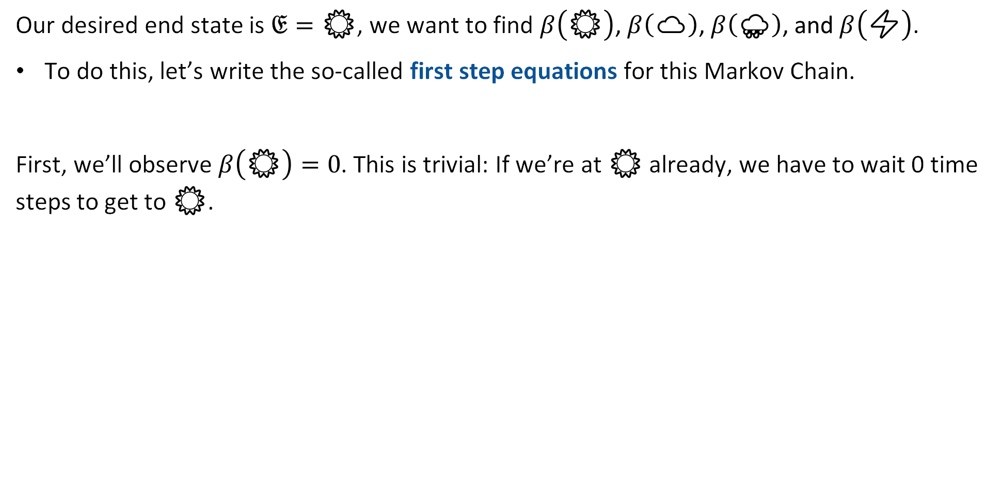 Our desired end state is 𝕰 = ☼, we want to find β(☼), β(☁), β(🌧), and β(⚡).
• To do this, let’s write the so-called first step equations for this Markov Chain.
First, we’ll observe β(☼) = 0. This is trivial: If we’re at ☼ already, we have to wait 0 time
steps to get to ☼.